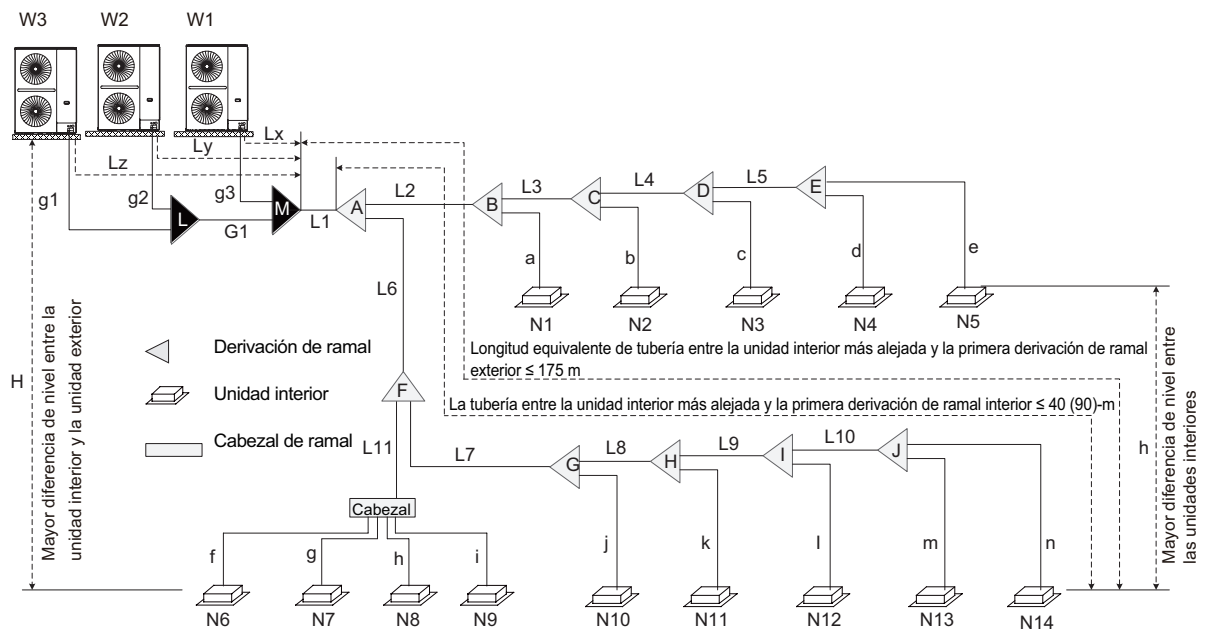 W3
W2
W1
Lx
Ly
Lz
g1
g2
g3
L
G1
M
L1
A
L2
B
L3
C
L4
D
L5
E
a
b
c
d
e
N1
N2
N3
N4
N5
L6
H
Mayor diferencia de nivel entre la
unidad interior y la unidad exterior
Derivación de ramal
Unidad interior
Cabezal de ramal
Longitud equivalente de tubería entre la unidad interior más alejada y la primera derivación de ramal
exterior ≤ 175 m
La tubería entre la unidad interior más alejada y la primera derivación de ramal interior ≤ 40 (90)-m
h
Mayor diferencia de nivel entre
las unidades interiores
F
L11
L7
G
L8
H
L9
I
L10
J
Cabezal
f
g
h
i
j
k
l
m
n
N6
N7
N8
N9
N10
N11
N12
N13
N14